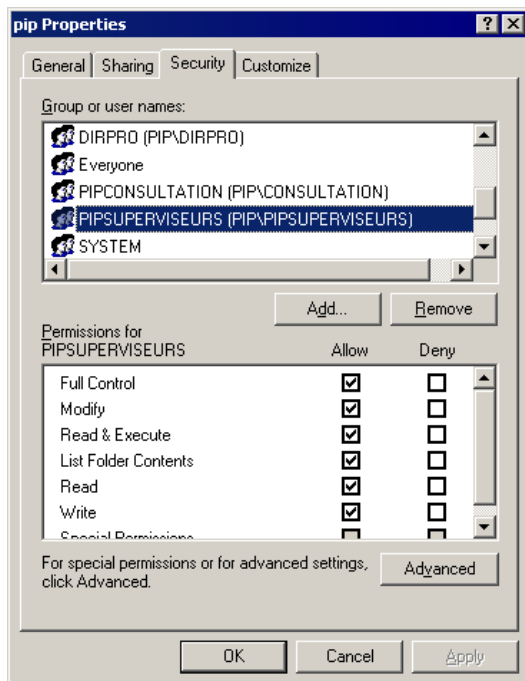 pip Properties
General Sharing Security Customize
Group or user names:
DIRPRO (PIP\DIRPRO)
Everyone
PIPCONSULTATION (PIP\CONSULTATION)
PIPSUPERVISEURS (PIP\PIPSUPERVISEURS)
SYSTEM
Add... Remove
Permissions for
PIPSUPERVISEURS Allow Deny
Full Control
Modify
Read & Execute
List Folder Contents
Read
Write
Special Permissions
For special permissions or for advanced settings,
click Advanced. Advanced
OK Cancel Apply